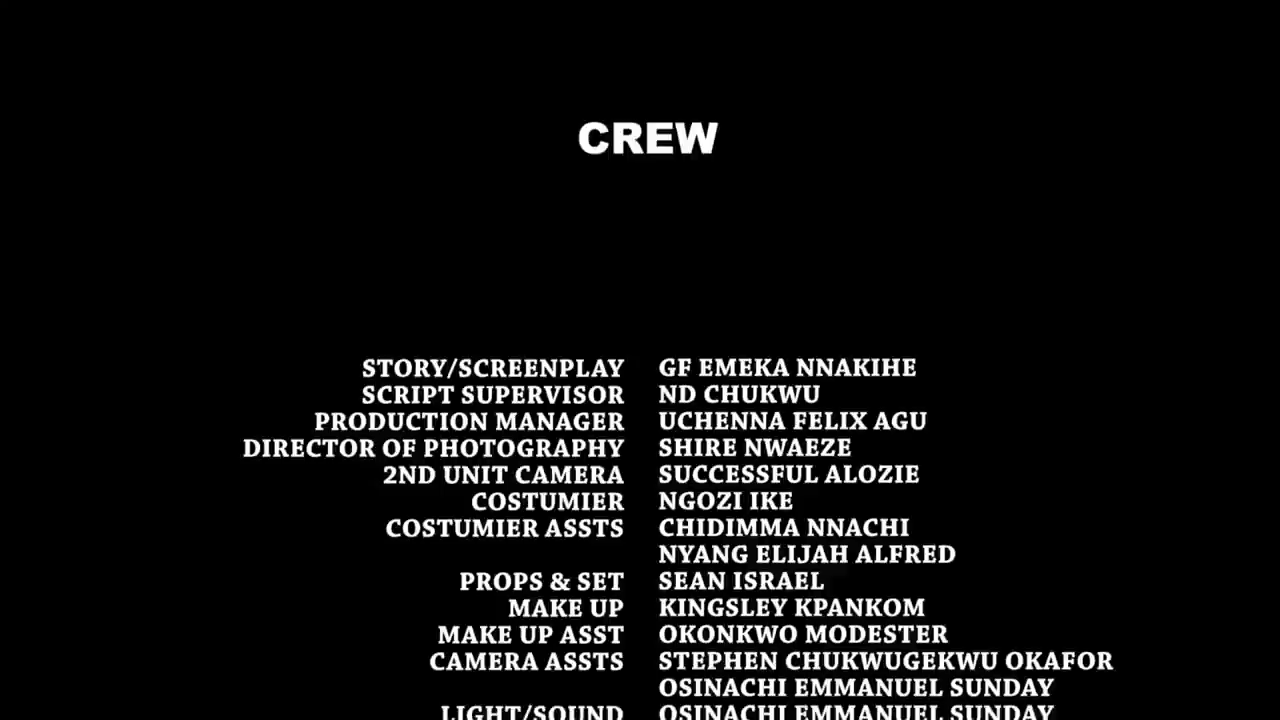 CREW
STORY/SCREENPLAY GF EMEKA NNAKIHE
SCRIPT SUPERVISOR ND CHUKWU
PRODUCTION MANAGER UCHENNA FELIX AGU
DIRECTOR OF PHOTOGRAPHY SHIRE NWAEZE
2ND UNIT CAMERA SUCCESSFUL ALOZIE
COSTUMIER NGOZI IKE
COSTUMIER ASSTS CHIDIMMA NNACHI
NYANG ELIJAH ALFRED
PROPS & SET SEAN ISRAEL
MAKE UP KINGSLEY KPANKOM
MAKE UP ASST OKONKWO MODESTER
CAMERA ASSTS STEPHEN CHUKWUGEKWU OKAFOR
OSINACHI EMMANUEL SUNDAY
LIGHT/SOUND OSINACHI EMMANUEL SUNDAY